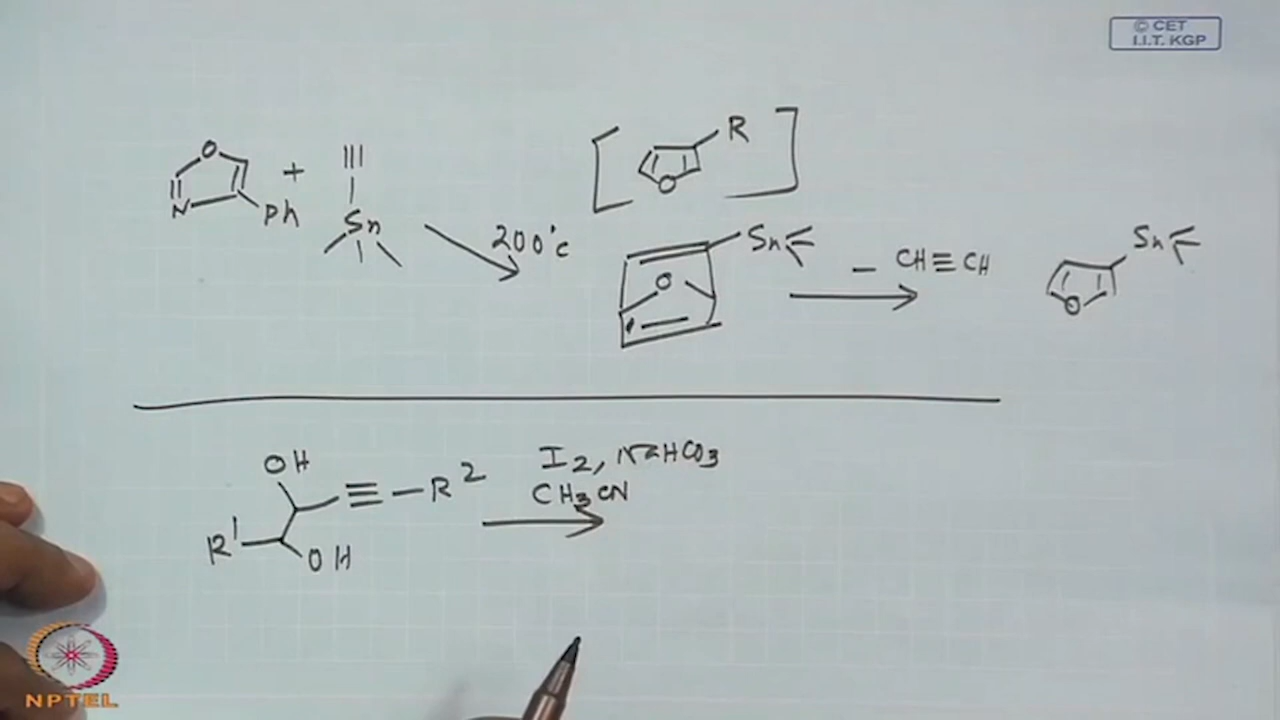 © CET
I.I.T. KGP
O
N
Ph
+
Sn
200°c
R
O
Sn
O
– CH≡CH
Sn
O
OH
R¹
OH
≡–R²
I2, NaHCO3
CH3CN
NPTEL